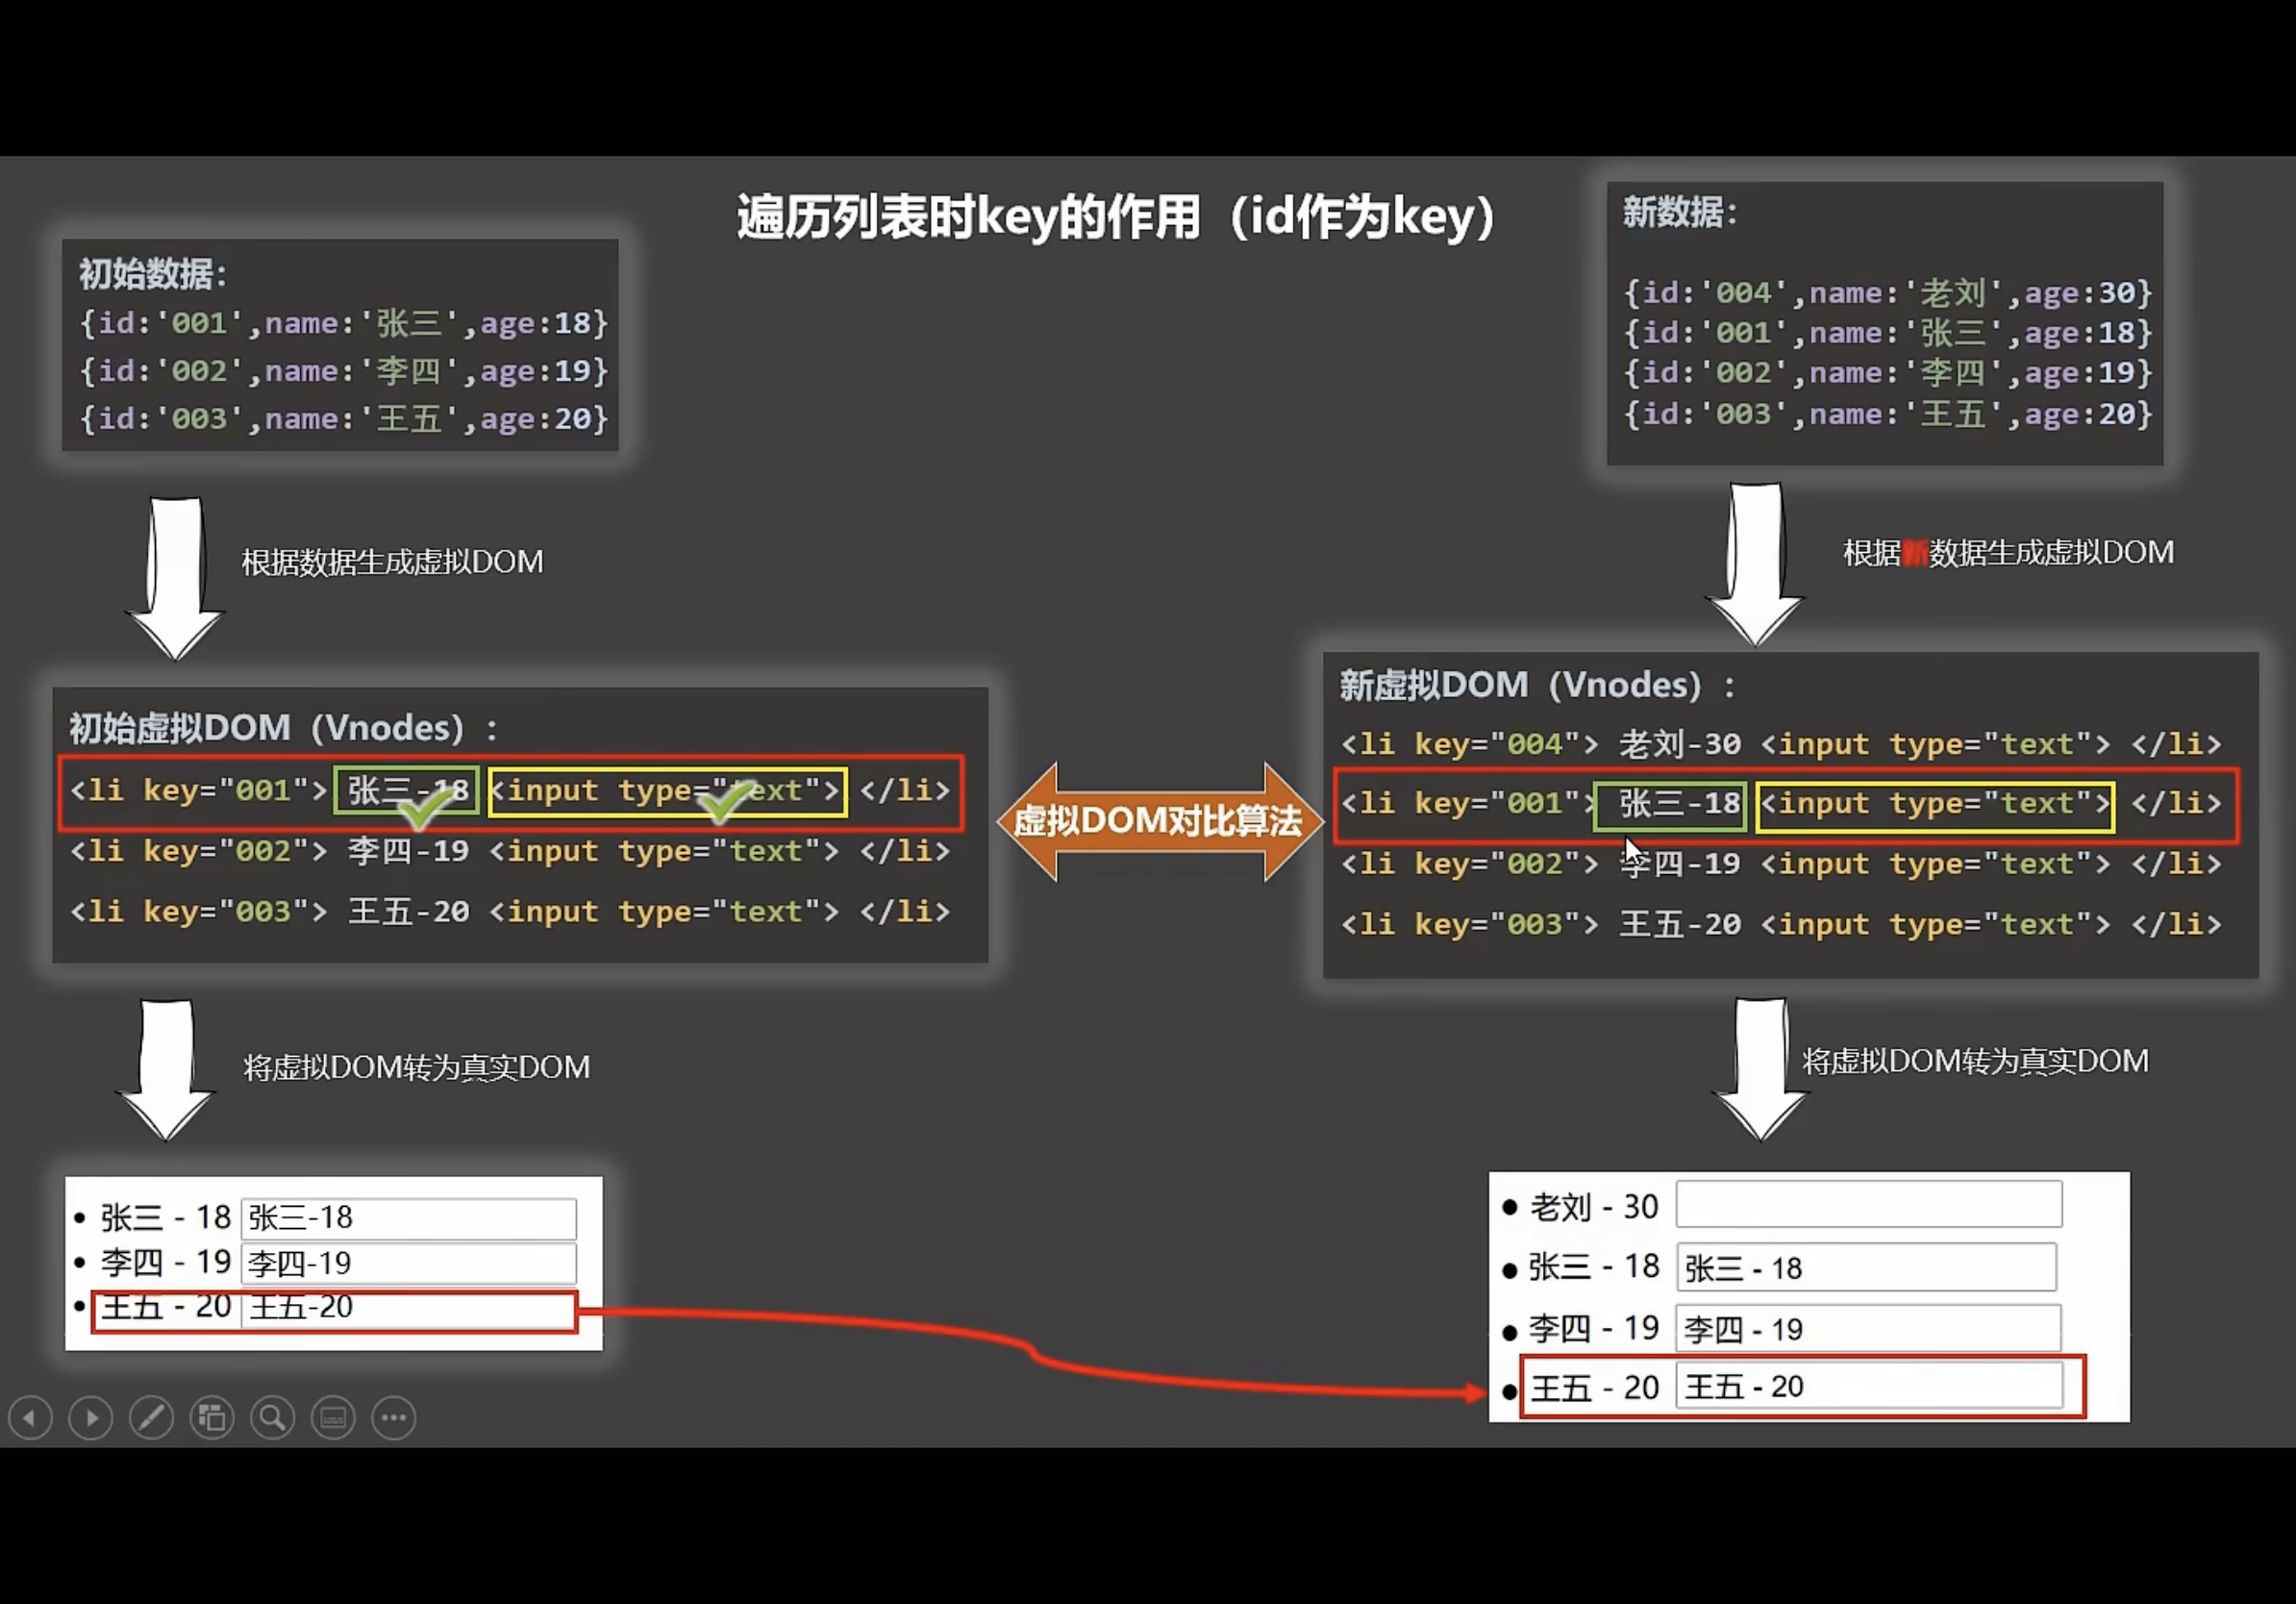 遍历列表时key的作用（id作为key）
初始数据：
{id:'001',name:'张三',age:18}
{id:'002',name:'李四',age:19}
{id:'003',name:'王五',age:20}
新数据：
{id:'004',name:'老刘',age:30}
{id:'001',name:'张三',age:18}
{id:'002',name:'李四',age:19}
{id:'003',name:'王五',age:20}
根据数据生成虚拟DOM
根据新数据生成虚拟DOM
初始虚拟DOM（Vnodes）：
<li key="001"> 张三-18 <input type="text"> </li>
<li key="002"> 李四-19 <input type="text"> </li>
<li key="003"> 王五-20 <input type="text"> </li>
虚拟DOM对比算法
新虚拟DOM（Vnodes）：
<li key="004"> 老刘-30 <input type="text"> </li>
<li key="001"> 张三-18 <input type="text"> </li>
<li key="002"> 李四-19 <input type="text"> </li>
<li key="003"> 王五-20 <input type="text"> </li>
将虚拟DOM转为真实DOM
将虚拟DOM转为真实DOM
• 张三 - 18 张三-18
• 李四 - 19 李四-19
• 王五 - 20 王五-20
• 老刘 - 30
• 张三 - 18 张三 - 18
• 李四 - 19 李四 - 19
• 王五 - 20 王五 - 20